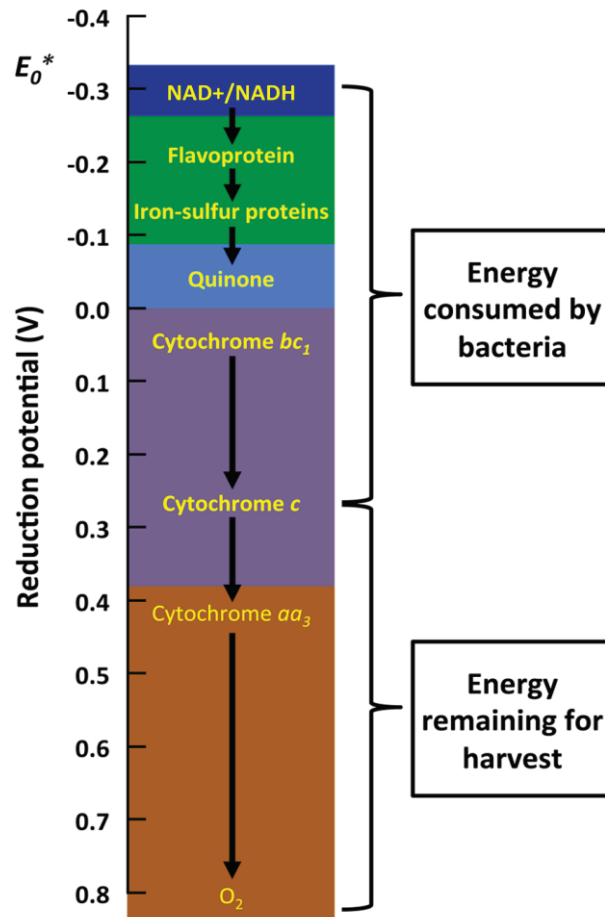 E₀*
Reduction potential (V)
-0.4
-0.3
-0.2
-0.1
0.0
0.1
0.2
0.3
0.4
0.5
0.6
0.7
0.8
NAD+/NADH
Flavoprotein
Iron-sulfur proteins
Quinone
Cytochrome bc₁
Cytochrome c
Cytochrome aa₃
O₂
Energy
consumed by
bacteria
Energy
remaining for
harvest